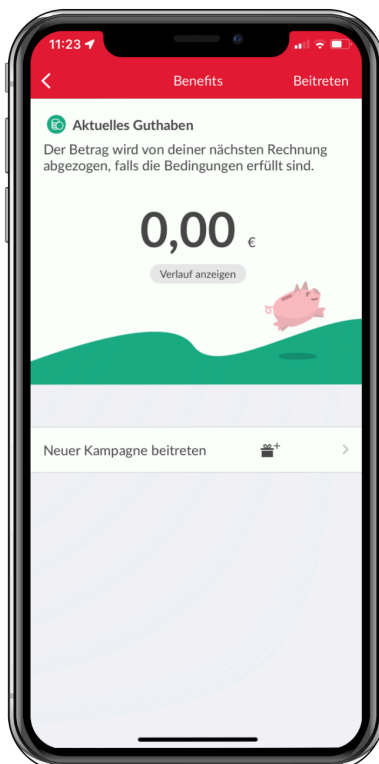 11:23
Benefits
Beitreten
Aktuelles Guthaben
Der Betrag wird von deiner nächsten Rechnung
abgezogen, falls die Bedingungen erfüllt sind.
0,00 €
Verlauf anzeigen
Neuer Kampagne beitreten